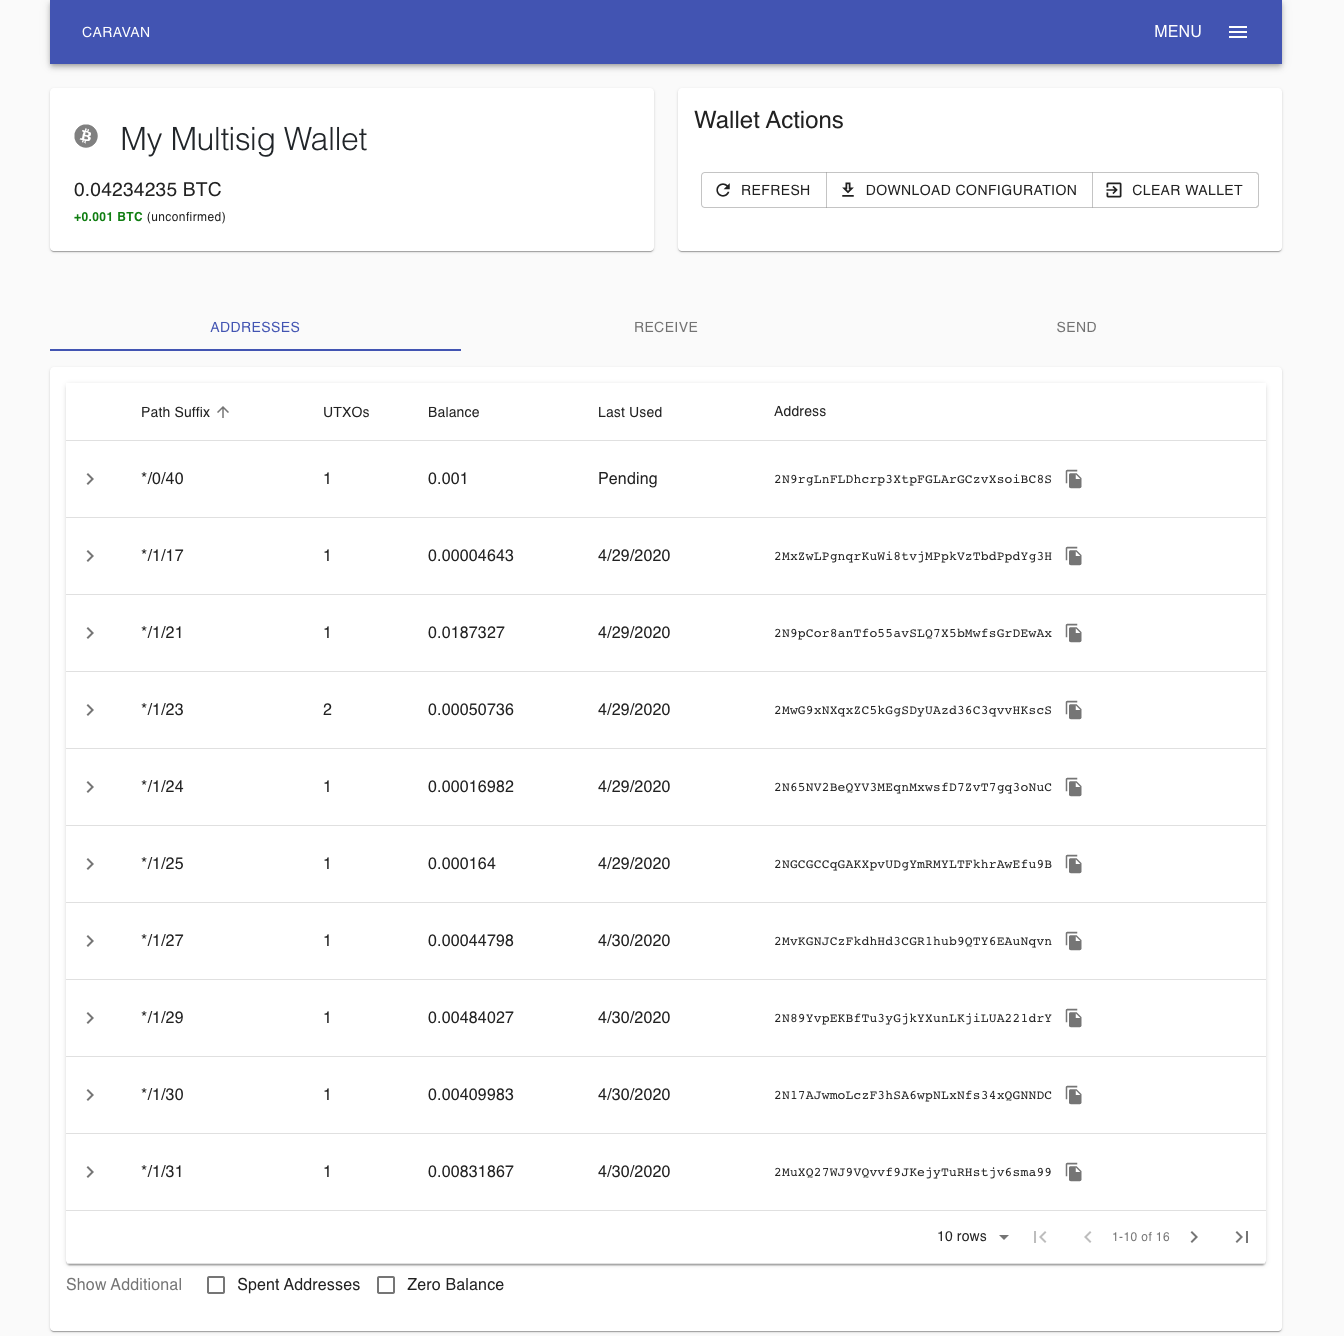 CARAVAN
MENU
My Multisig Wallet
0.04234235 BTC
+0.001 BTC (unconfirmed)
Wallet Actions
REFRESH DOWNLOAD CONFIGURATION CLEAR WALLET
ADDRESSES RECEIVE SEND
Path Suffix UTXOs Balance Last Used Address
*/0/40 1 0.001 Pending 2N9rgLnFLDhcrp3XtpFGLArGCzvXsoiBC8S
*/1/17 1 0.00004643 4/29/2020 2MxZwLPgnqrKuWi8tvjMPpkVzTbdPpdYg3H
*/1/21 1 0.0187327 4/29/2020 2N9pCor8anTfo55avSLQ7X5bMwfsGrDEwAx
*/1/23 2 0.00050736 4/29/2020 2MwG9xNXqxZC5kGgSDyUAzd36C3qvvHKscS
*/1/24 1 0.00016982 4/29/2020 2N65NV2BeQYV3MEqnMxwsfD7ZvT7gq3oNuC
*/1/25 1 0.000164 4/29/2020 2NGCGCCqGAKXpvUDgYmRMYLTFkhrAwEfu9B
*/1/27 1 0.00044798 4/30/2020 2MvKGNJCzFkdhHd3CGR1hub9QTY6EAuNqvn
*/1/29 1 0.00484027 4/30/2020 2N89YvpEKBfTu3yGjkYXunLKjiLUA221drY
*/1/30 1 0.00409983 4/30/2020 2N17AJwmoLczF3hSA6wpNLxNfs34xQGNNDC
*/1/31 1 0.00831867 4/30/2020 2MuXQ27WJ9VQvvf9JKejyTuRHstjv6sma99
10 rows 1-10 of 16
Show Additional Spent Addresses Zero Balance